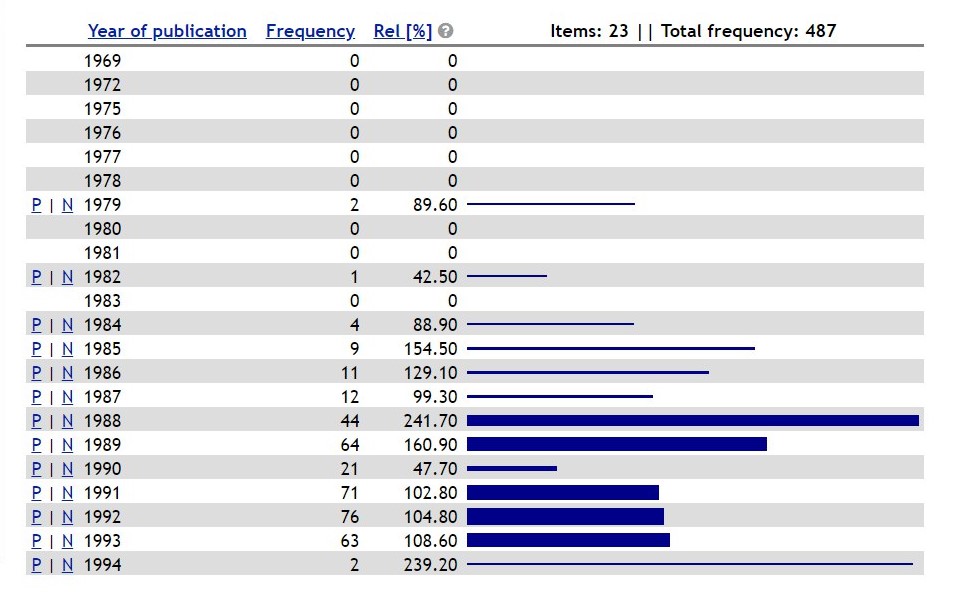 Year of publication Frequency Rel [%] ? Items: 23 || Total frequency: 487
1969 0 0
1972 0 0
1975 0 0
1976 0 0
1977 0 0
1978 0 0
P | N 1979 2 89.60
1980 0 0
1981 0 0
P | N 1982 1 42.50
1983 0 0
P | N 1984 4 88.90
P | N 1985 9 154.50
P | N 1986 11 129.10
P | N 1987 12 99.30
P | N 1988 44 241.70
P | N 1989 64 160.90
P | N 1990 21 47.70
P | N 1991 71 102.80
P | N 1992 76 104.80
P | N 1993 63 108.60
P | N 1994 2 239.20